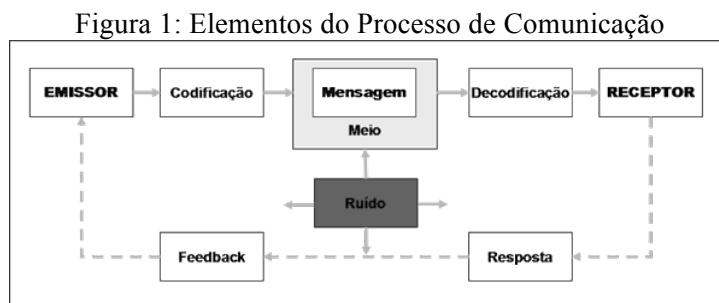 Figura 1: Elementos do Processo de Comunicação
EMISSOR
Codificação
Mensagem
Meio
Decodificação
RECEPTOR
Ruído
Feedback
Resposta